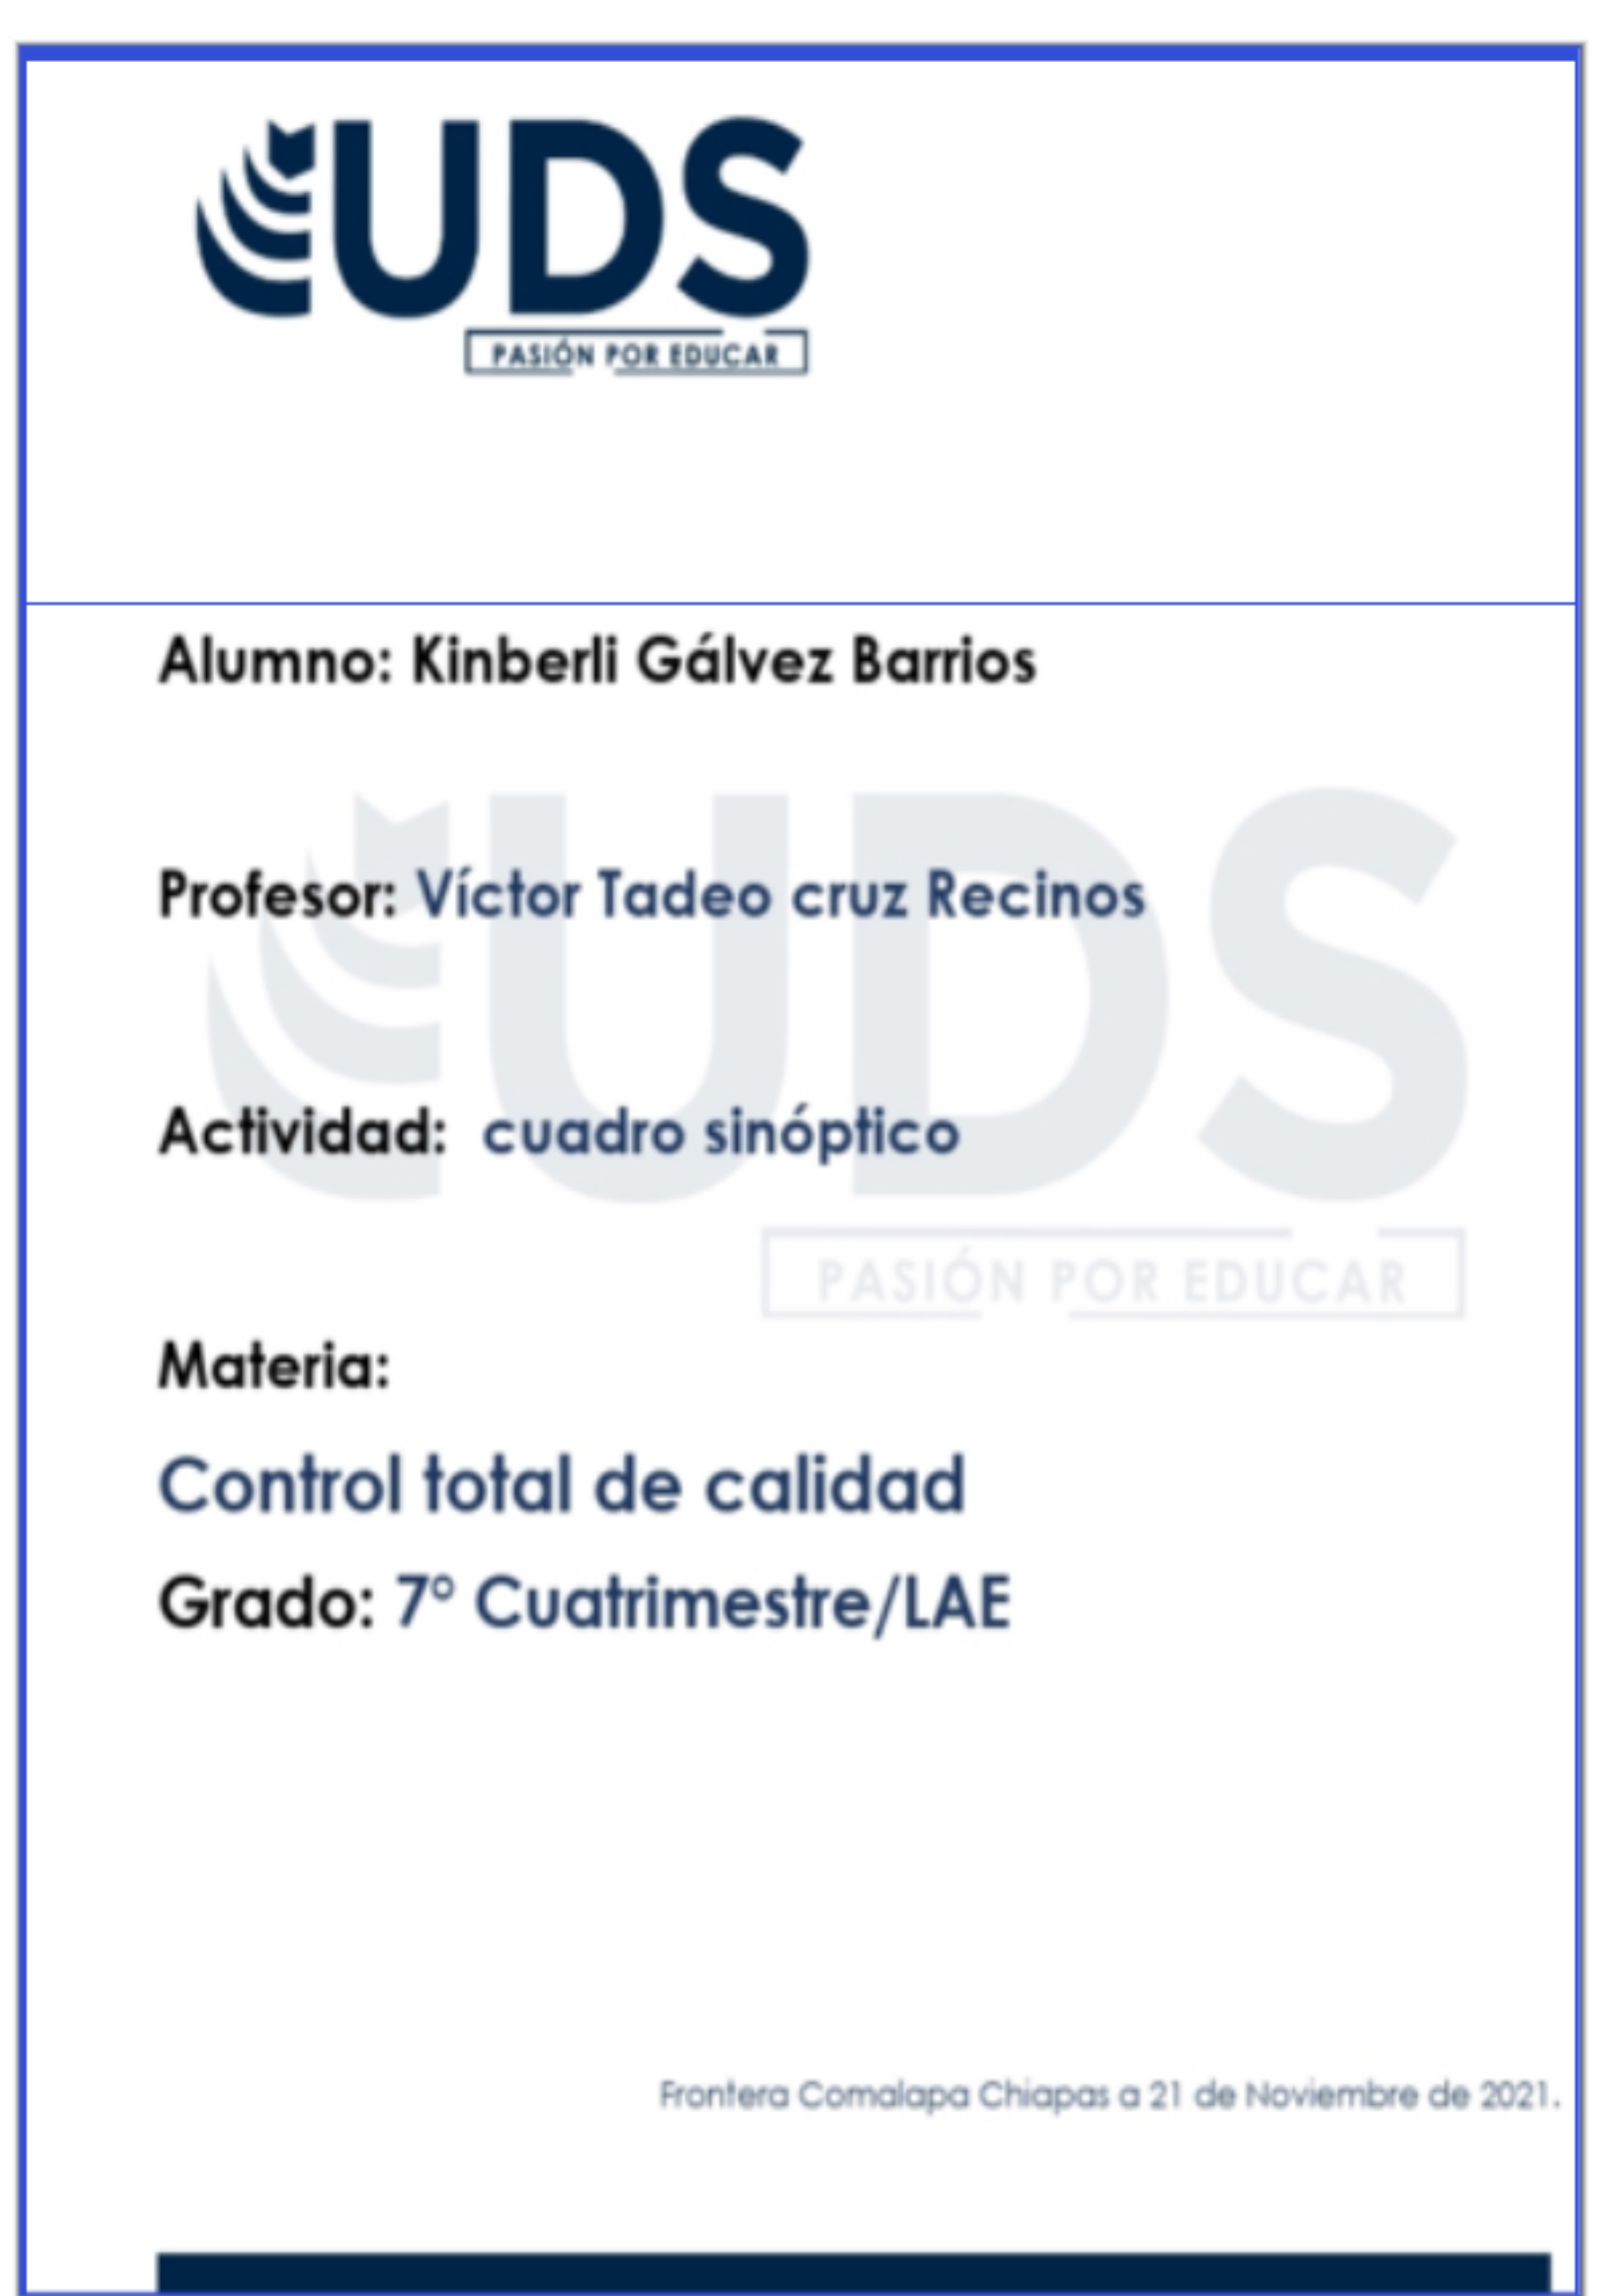 UDS
PASIÓN POR EDUCAR
Alumno: Kinberli Gálvez Barrios
Profesor: Víctor Tadeo cruz Recinos
Actividad: cuadro sinóptico
UDS
PASIÓN POR EDUCAR
Materia:
Control total de calidad
Grado: 7° Cuatrimestre/LAE
Frontera Comalapa Chiapas a 21 de Noviembre de 2021.